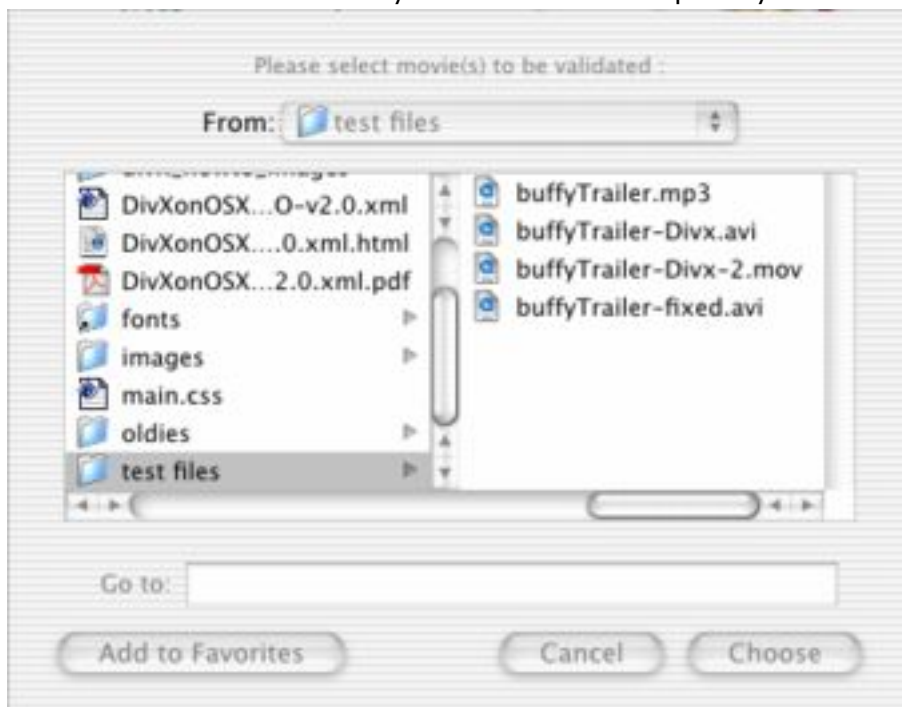 Please select movie(s) to be validated :
From: test files
DivXonOSX...O-v2.0.xml
DivXonOSX....0.xml.html
DivXonOSX...2.0.xml.pdf
fonts
images
main.css
oldies
test files
buffyTrailer.mp3
buffyTrailer-Divx.avi
buffyTrailer-Divx-2.mov
buffyTrailer-fixed.avi
Go to:
Add to Favorites
Cancel
Choose